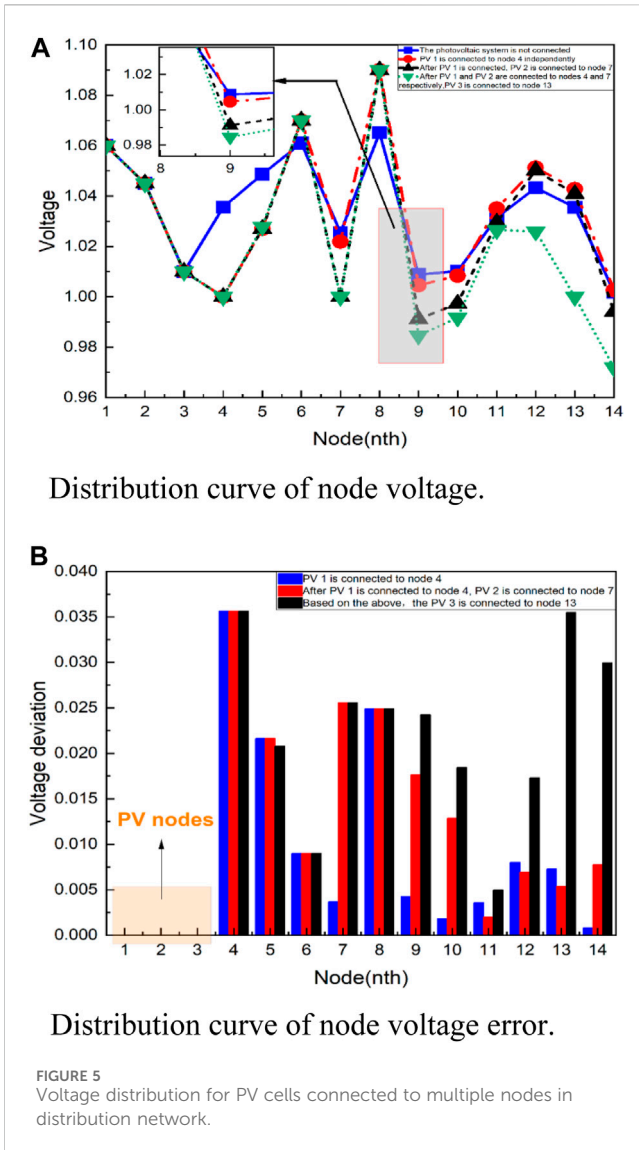 A
1.10
1.08
1.06
1.04
1.02
1.00
0.98
0.96
Voltage
1.02
1.00
0.98
8 9 10
The photovoltaic system is not connected
PV 1 is connected to node 4 independently
After PV 1 is connected, PV 2 is connected to node 7
After PV 1 and PV 2 are connected to nodes 4 and 7
respectively,PV 3 is connected to node 13
1 2 3 4 5 6 7 8 9 10 11 12 13 14
Node(nth)
Distribution curve of node voltage.
B
0.040
0.035
0.030
0.025
0.020
0.015
0.010
0.005
0.000
Voltage deviation
PV 1 is connected to node 4
After PV 1 is connected to node 4, PV 2 is connected to node 7
Based on the above，the PV 3 is connected to node 13
PV nodes
1 2 3 4 5 6 7 8 9 10 11 12 13 14
Node(nth)
Distribution curve of node voltage error.
FIGURE 5
Voltage distribution for PV cells connected to multiple nodes in
distribution network.